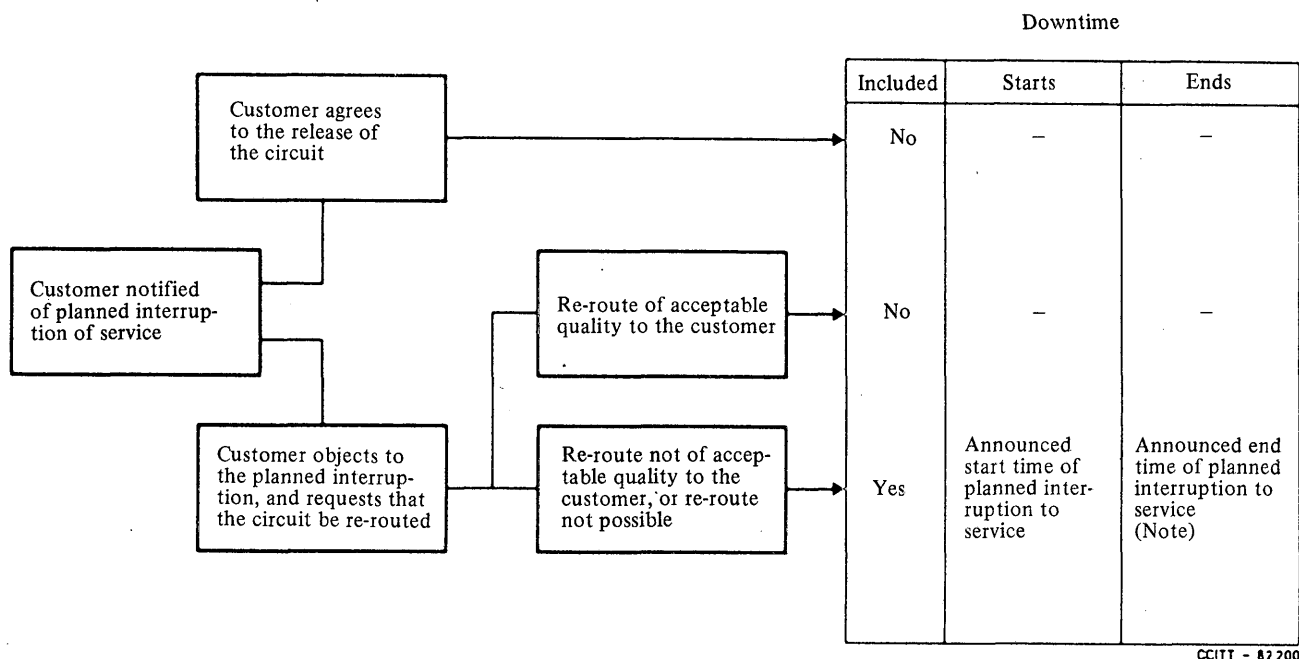 Downtime
Included
Starts
Ends
Customer agrees
to the release of
the circuit
No
–
–
Customer notified
of planned interrup-
tion of service
Re-route of acceptable
quality to the customer
No
–
–
Customer objects to
the planned interrup-
tion, and requests that
the circuit be re-routed
Re-route not of accep-
table quality to the
customer, or re-route
not possible
Yes
Announced
start time of
planned inter-
ruption to
service
Announced end
time of planned
interruption to
service
(Note)
CCITT - 82 200